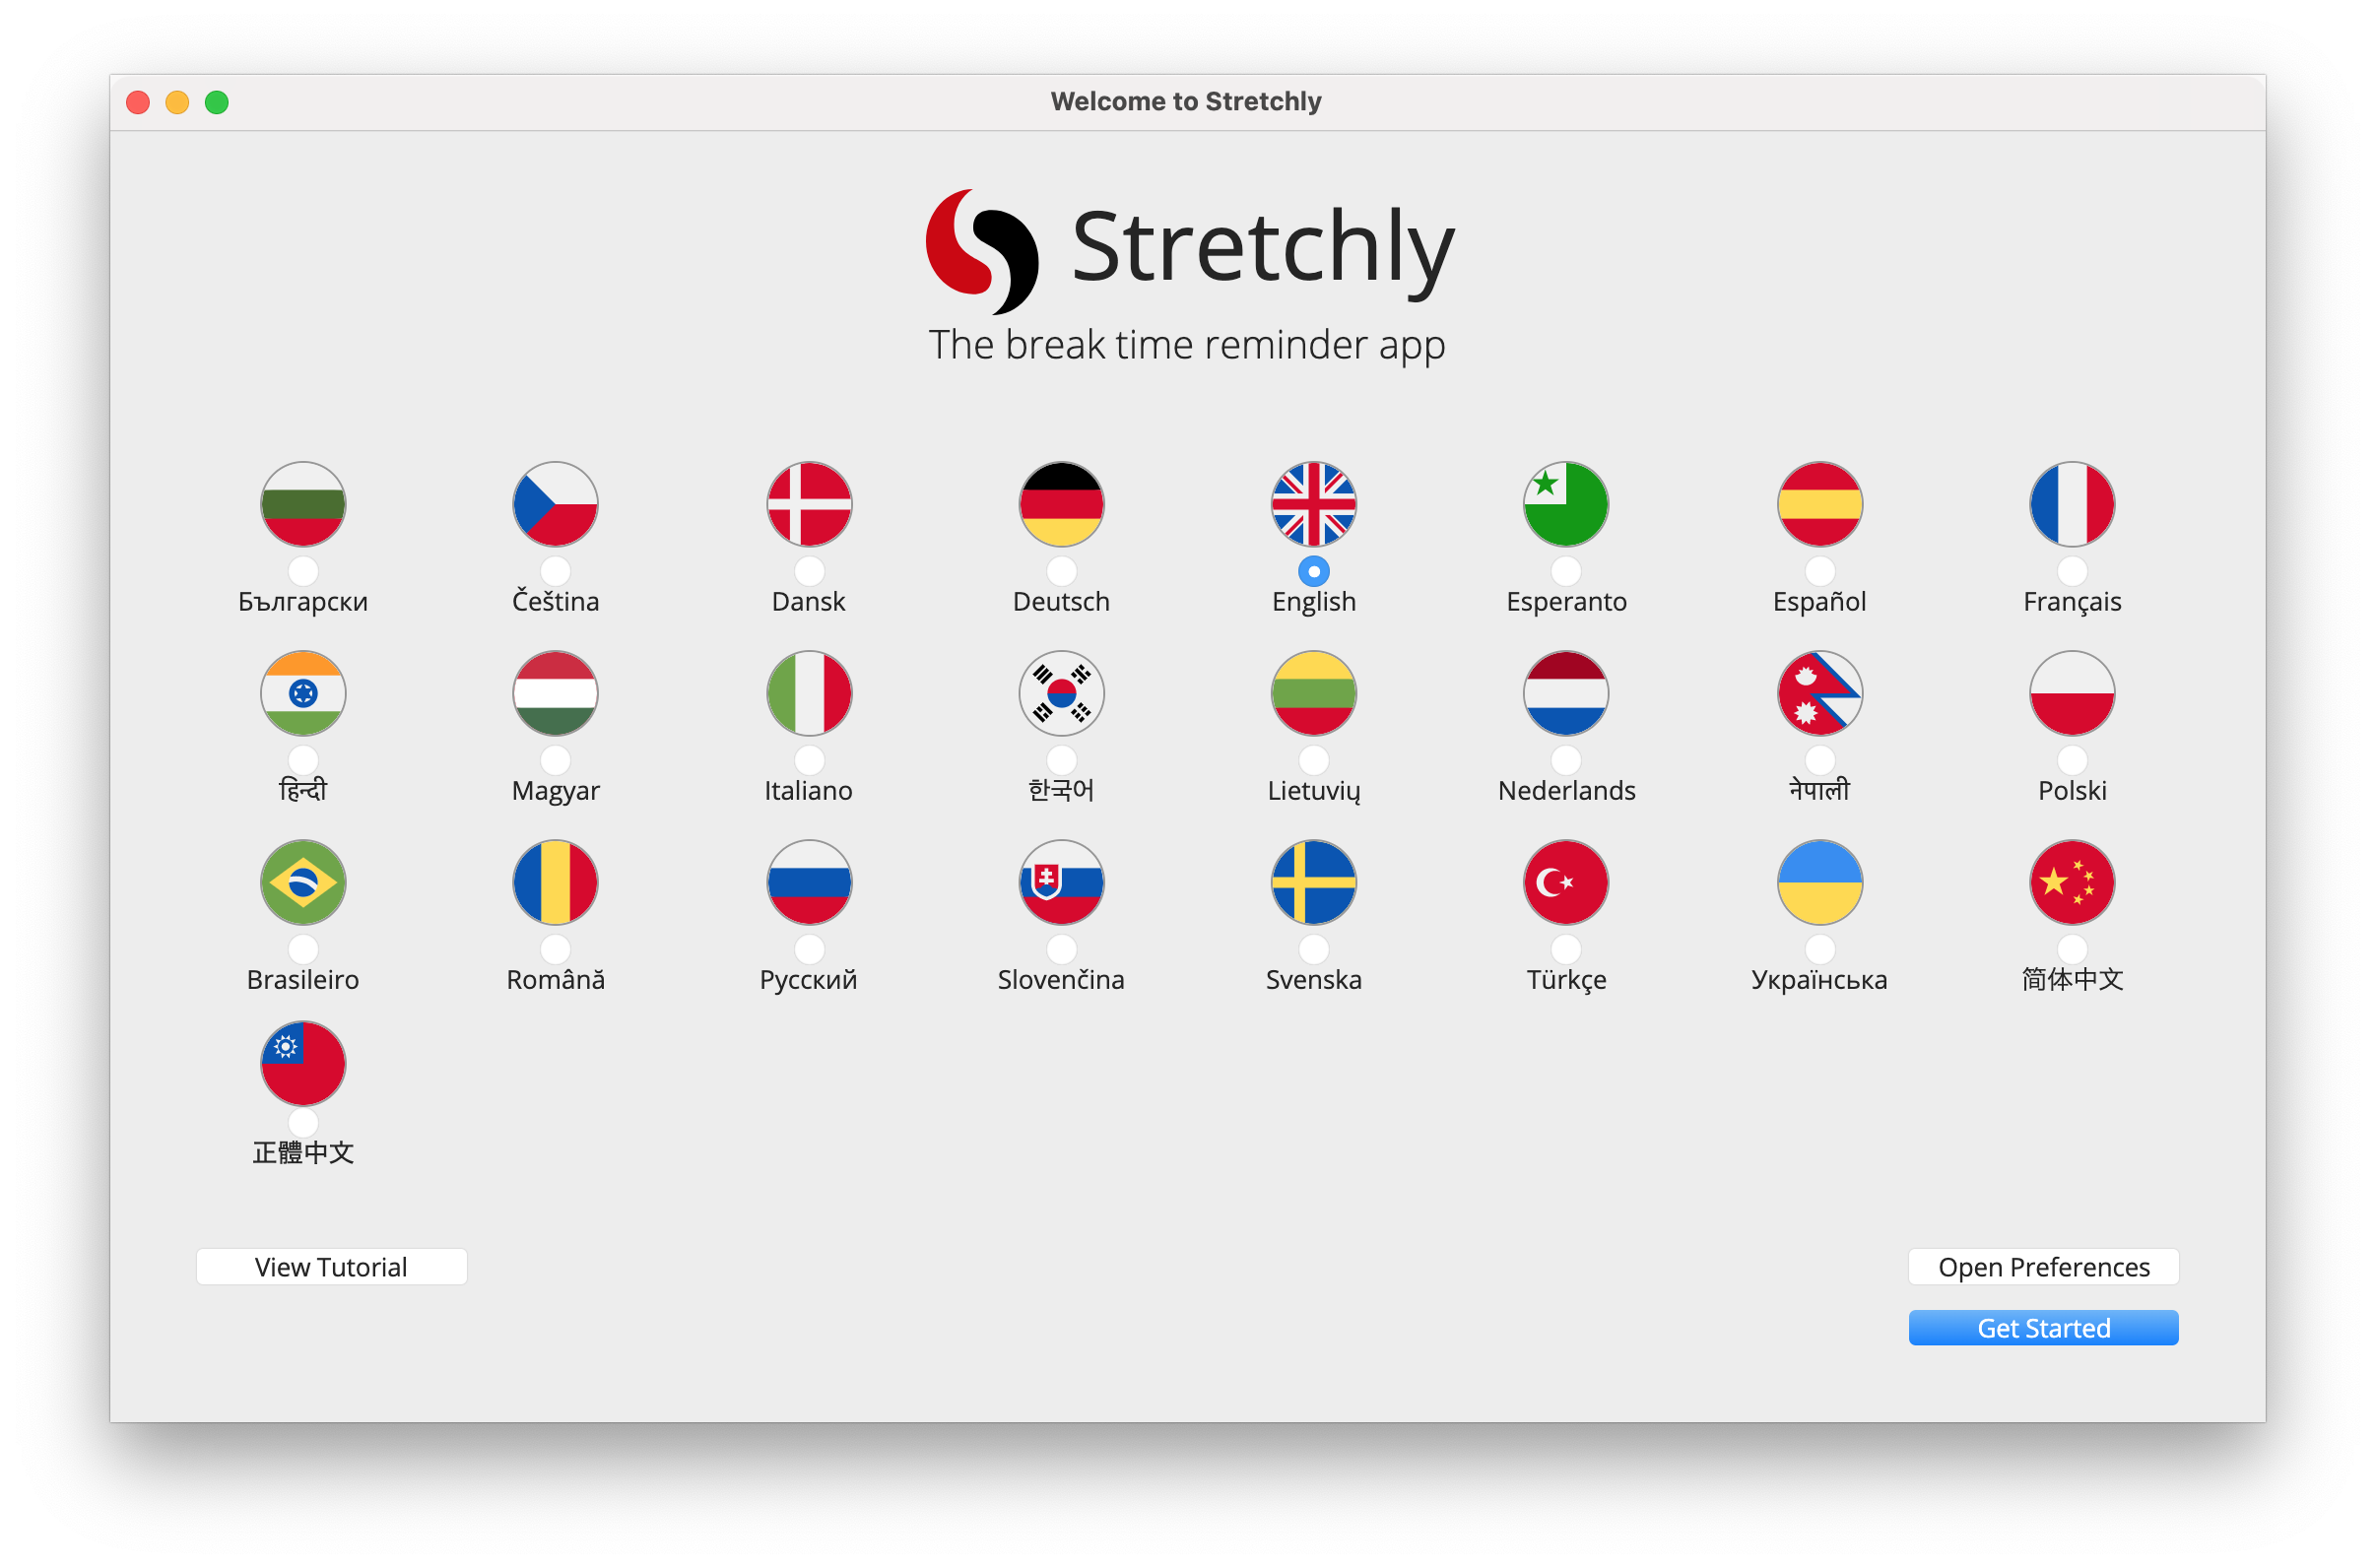 Welcome to Stretchly
Stretchly
The break time reminder app
Български
Čeština
Dansk
Deutsch
English
Esperanto
Español
Français
हिन्दी
Magyar
Italiano
한국어
Lietuvių
Nederlands
नेपाली
Polski
Brasileiro
Română
Русский
Slovenčina
Svenska
Türkçe
Українська
简体中文
正體中文
View Tutorial
Open Preferences
Get Started